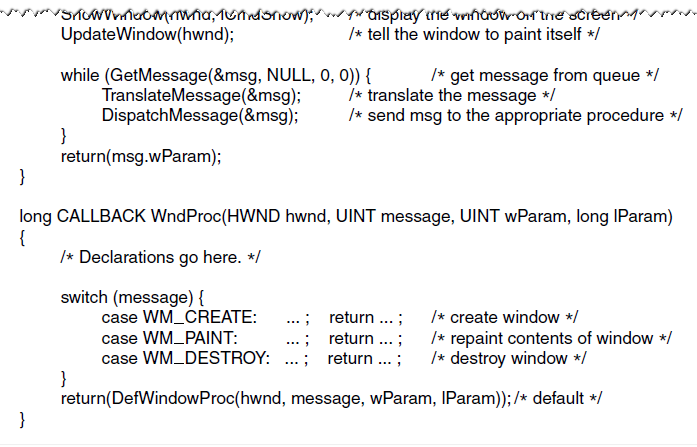 ShowWindow(hwnd, iCmdShow); /* display the window on the screen */
UpdateWindow(hwnd); /* tell the window to paint itself */
while (GetMessage(&msg, NULL, 0, 0)) { /* get message from queue */
TranslateMessage(&msg); /* translate the message */
DispatchMessage(&msg); /* send msg to the appropriate procedure */
}
return(msg.wParam);
}
long CALLBACK WndProc(HWND hwnd, UINT message, UINT wParam, long lParam)
{
/* Declarations go here. */
switch (message) {
case WM_CREATE: ... ; return ... ; /* create window */
case WM_PAINT: ... ; return ... ; /* repaint contents of window */
case WM_DESTROY: ... ; return ... ; /* destroy window */
}
return(DefWindowProc(hwnd, message, wParam, lParam)); /* default */
}